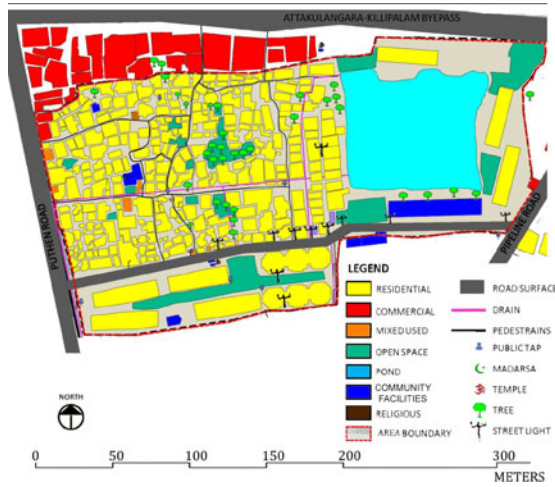 ATTAKULANGARA-KILLIPALAM BYEPASS
PUTHEN ROAD
PIPELINE ROAD
LEGEND
RESIDENTIAL
COMMERCIAL
MIXED USED
OPEN SPACE
POND
COMMUNITY
FACILITIES
RELIGIOUS
AREA BOUNDARY
ROAD SURFACE
DRAIN
PEDESTRAINS
PUBLIC TAP
MADARSA
TEMPLE
TREE
STREET LIGHT
NORTH
0 50 100 150 200 300
METERS